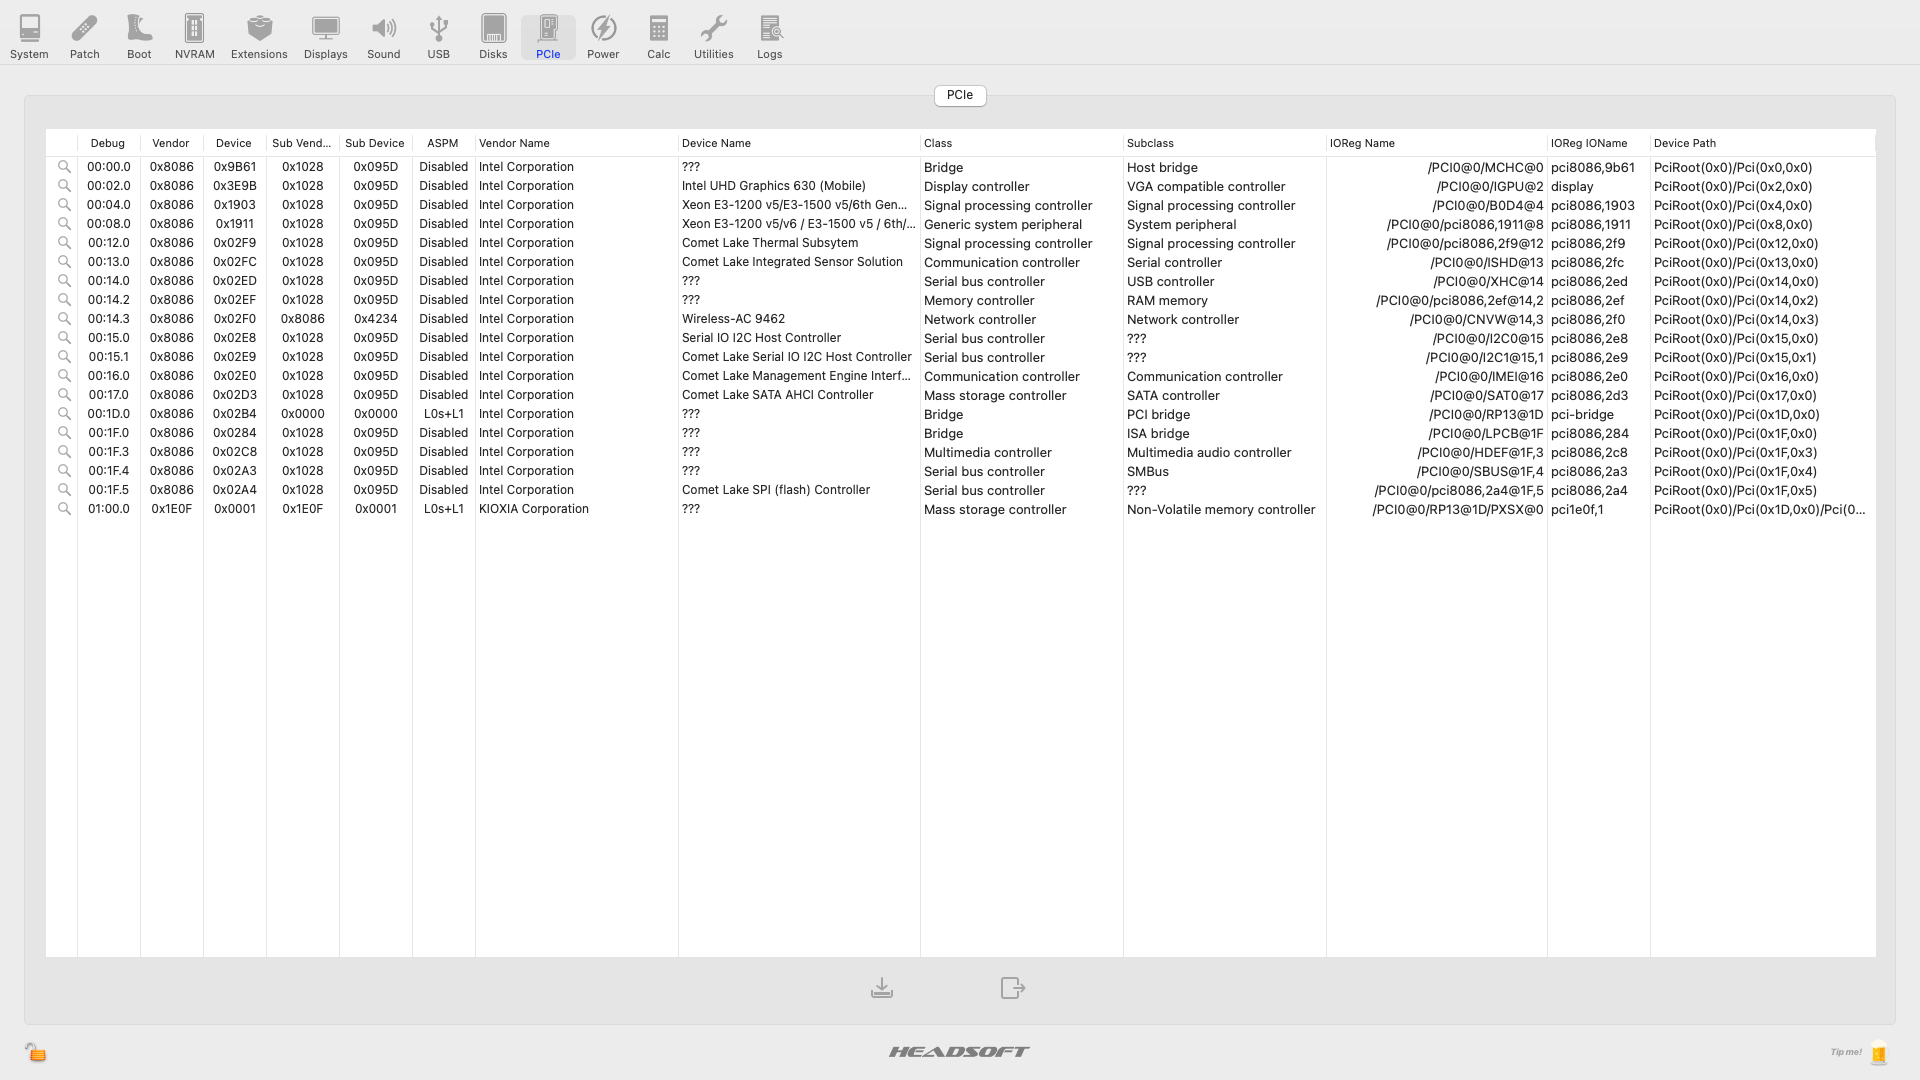 System Patch Boot NVRAM Extensions Displays Sound USB Disks PCIe Power Calc Utilities Logs
PCIe
Debug Vendor Device Sub Vend... Sub Device ASPM Vendor Name Device Name Class Subclass IOReg Name IOReg IOName Device Path
00:00.0 0x8086 0x9B61 0x1028 0x095D Disabled Intel Corporation ??? Bridge Host bridge /PCI0@0/MCHC@0 pci8086,9b61 PciRoot(0x0)/Pci(0x0,0x0)
00:02.0 0x8086 0x3E9B 0x1028 0x095D Disabled Intel Corporation Intel UHD Graphics 630 (Mobile) Display controller VGA compatible controller /PCI0@0/IGPU@2 display PciRoot(0x0)/Pci(0x2,0x0)
00:04.0 0x8086 0x1903 0x1028 0x095D Disabled Intel Corporation Xeon E3-1200 v5/E3-1500 v5/6th Gen... Signal processing controller Signal processing controller /PCI0@0/B0D4@4 pci8086,1903 PciRoot(0x0)/Pci(0x4,0x0)
00:08.0 0x8086 0x1911 0x1028 0x095D Disabled Intel Corporation Xeon E3-1200 v5/v6 / E3-1500 v5 / 6th/... Generic system peripheral System peripheral /PCI0@0/pci8086,1911@8 pci8086,1911 PciRoot(0x0)/Pci(0x8,0x0)
00:12.0 0x8086 0x02F9 0x1028 0x095D Disabled Intel Corporation Comet Lake Thermal Subsytem Signal processing controller Signal processing controller /PCI0@0/pci8086,2f9@12 pci8086,2f9 PciRoot(0x0)/Pci(0x12,0x0)
00:13.0 0x8086 0x02FC 0x1028 0x095D Disabled Intel Corporation Comet Lake Integrated Sensor Solution Communication controller Serial controller /PCI0@0/ISHD@13 pci8086,2fc PciRoot(0x0)/Pci(0x13,0x0)
00:14.0 0x8086 0x02ED 0x1028 0x095D Disabled Intel Corporation ??? Serial bus controller USB controller /PCI0@0/XHC@14 pci8086,2ed PciRoot(0x0)/Pci(0x14,0x0)
00:14.2 0x8086 0x02EF 0x1028 0x095D Disabled Intel Corporation ??? Memory controller RAM memory /PCI0@0/pci8086,2ef@14,2 pci8086,2ef PciRoot(0x0)/Pci(0x14,0x2)
00:14.3 0x8086 0x02F0 0x8086 0x4234 Disabled Intel Corporation Wireless-AC 9462 Network controller Network controller /PCI0@0/CNVW@14,3 pci8086,2f0 PciRoot(0x0)/Pci(0x14,0x3)
00:15.0 0x8086 0x02E8 0x1028 0x095D Disabled Intel Corporation Serial IO I2C Host Controller Serial bus controller ??? /PCI0@0/I2C0@15 pci8086,2e8 PciRoot(0x0)/Pci(0x15,0x0)
00:15.1 0x8086 0x02E9 0x1028 0x095D Disabled Intel Corporation Comet Lake Serial IO I2C Host Controller Serial bus controller ??? /PCI0@0/I2C1@15,1 pci8086,2e9 PciRoot(0x0)/Pci(0x15,0x1)
00:16.0 0x8086 0x02E0 0x1028 0x095D Disabled Intel Corporation Comet Lake Management Engine Interf... Communication controller Communication controller /PCI0@0/IMEI@16 pci8086,2e0 PciRoot(0x0)/Pci(0x16,0x0)
00:17.0 0x8086 0x02D3 0x1028 0x095D Disabled Intel Corporation Comet Lake SATA AHCI Controller Mass storage controller SATA controller /PCI0@0/SAT0@17 pci8086,2d3 PciRoot(0x0)/Pci(0x17,0x0)
00:1D.0 0x8086 0x02B4 0x0000 0x0000 L0s+L1 Intel Corporation ??? Bridge PCI bridge /PCI0@0/RP13@1D pci-bridge PciRoot(0x0)/Pci(0x1D,0x0)
00:1F.0 0x8086 0x0284 0x1028 0x095D Disabled Intel Corporation ??? Bridge ISA bridge /PCI0@0/LPCB@1F pci8086,284 PciRoot(0x0)/Pci(0x1F,0x0)
00:1F.3 0x8086 0x02C8 0x1028 0x095D Disabled Intel Corporation ??? Multimedia controller Multimedia audio controller /PCI0@0/HDEF@1F,3 pci8086,2c8 PciRoot(0x0)/Pci(0x1F,0x3)
00:1F.4 0x8086 0x02A3 0x1028 0x095D Disabled Intel Corporation ??? Serial bus controller SMBus /PCI0@0/SBUS@1F,4 pci8086,2a3 PciRoot(0x0)/Pci(0x1F,0x4)
00:1F.5 0x8086 0x02A4 0x1028 0x095D Disabled Intel Corporation Comet Lake SPI (flash) Controller Serial bus controller ??? /PCI0@0/pci8086,2a4@1F,5 pci8086,2a4 PciRoot(0x0)/Pci(0x1F,0x5)
01:00.0 0x1E0F 0x0001 0x1E0F 0x0001 L0s+L1 KIOXIA Corporation ??? Mass storage controller Non-Volatile memory controller /PCI0@0/RP13@1D/PXSX@0 pci1e0f,1 PciRoot(0x0)/Pci(0x1D,0x0)/Pci(0...
HEADSOFT
Tip me!